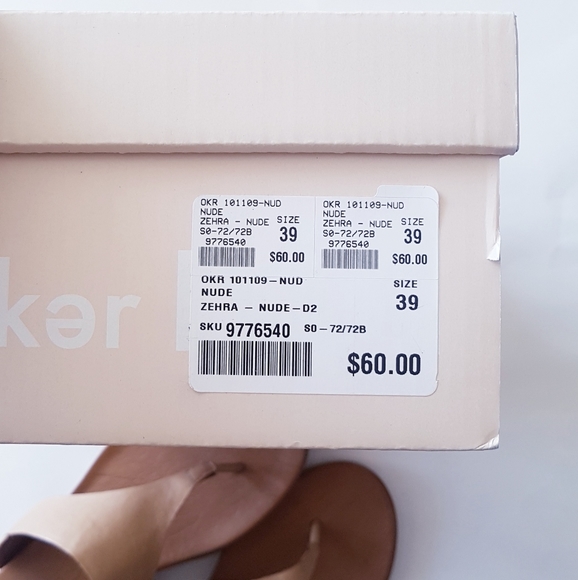 OKR 101109-NUD
NUDE
ZEHRA - NUDE SIZE
S0-72/72B 39
9776540
$60.00
OKR 101109-NUD
NUDE
ZEHRA - NUDE SIZE
S0-72/72B 39
9776540
$60.00
OKR 101109-NUD SIZE
NUDE 39
ZEHRA - NUDE-D2
SKU 9776540 S0-72/72B
$60.00
kər